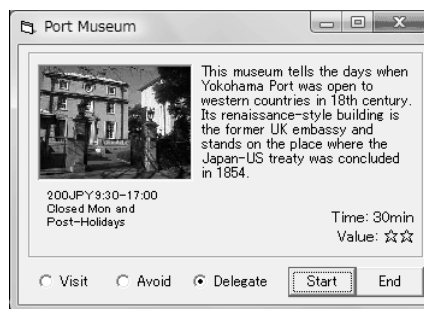 Port Museum
This museum tells the days when
Yokohama Port was open to
western countries in 18th century.
Its renaissance-style building is
the former UK embassy and
stands on the place where the
Japan-US treaty was concluded
in 1854.
200JPY9:30-17:00
Closed Mon and
Post-Holidays
Time: 30min
Value: ☆☆
Visit Avoid Delegate Start End